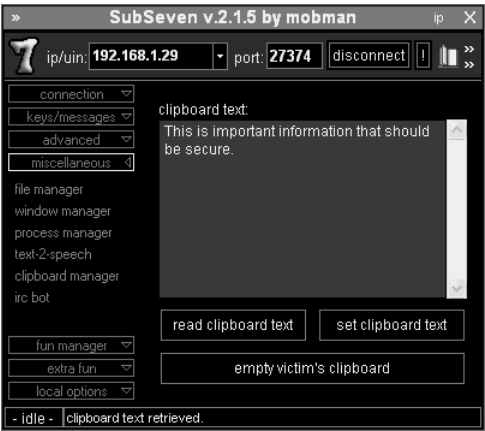 » SubSeven v.2.1.5 by mobman ip X
ip/uin: 192.168.1.29 port: 27374 disconnect ! »
connection
keys/messages
advanced
miscellaneous
file manager
window manager
process manager
text-2-speech
clipboard manager
irc bot
fun manager
extra fun
local options
clipboard text:
This is important information that should
be secure.
read clipboard text set clipboard text
empty victim's clipboard
- idle - clipboard text retrieved.